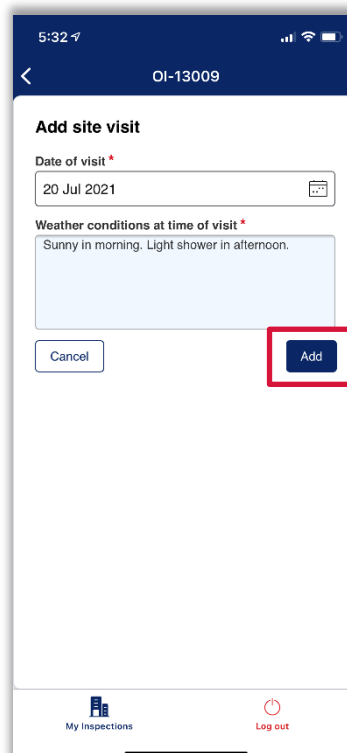 5:32
OI-13009
Add site visit
Date of visit *
20 Jul 2021
Weather conditions at time of visit *
Sunny in morning. Light shower in afternoon.
Cancel
Add
My Inspections
Log out